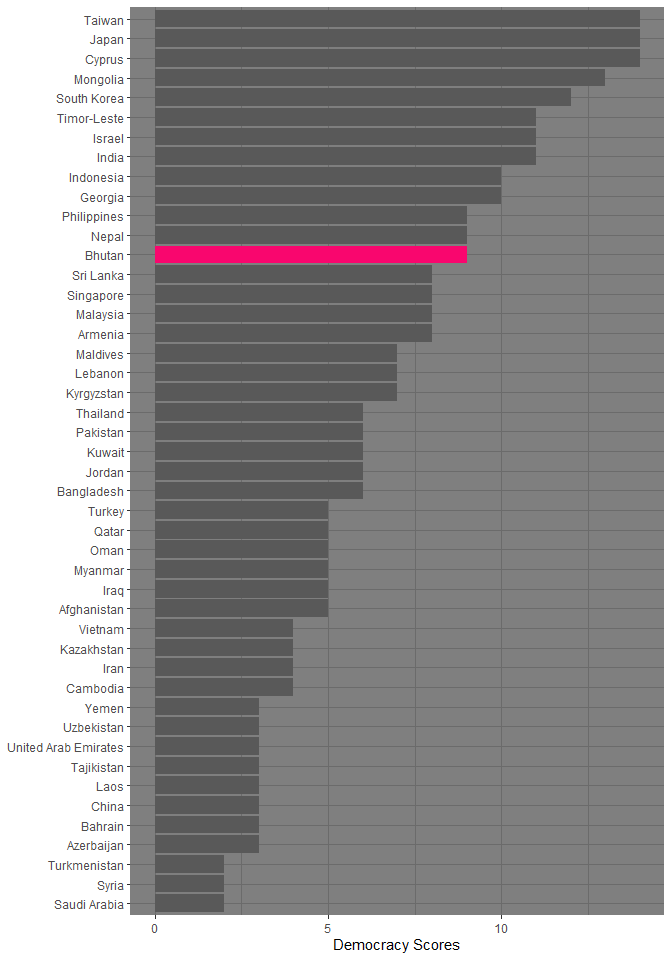 Taiwan
Japan
Cyprus
Mongolia
South Korea
Timor-Leste
Israel
India
Indonesia
Georgia
Philippines
Nepal
Bhutan
Sri Lanka
Singapore
Malaysia
Armenia
Maldives
Lebanon
Kyrgyzstan
Thailand
Pakistan
Kuwait
Jordan
Bangladesh
Turkey
Qatar
Oman
Myanmar
Iraq
Afghanistan
Vietnam
Kazakhstan
Iran
Cambodia
Yemen
Uzbekistan
United Arab Emirates
Tajikistan
Laos
China
Bahrain
Azerbaijan
Turkmenistan
Syria
Saudi Arabia
0 5 10
Democracy Scores